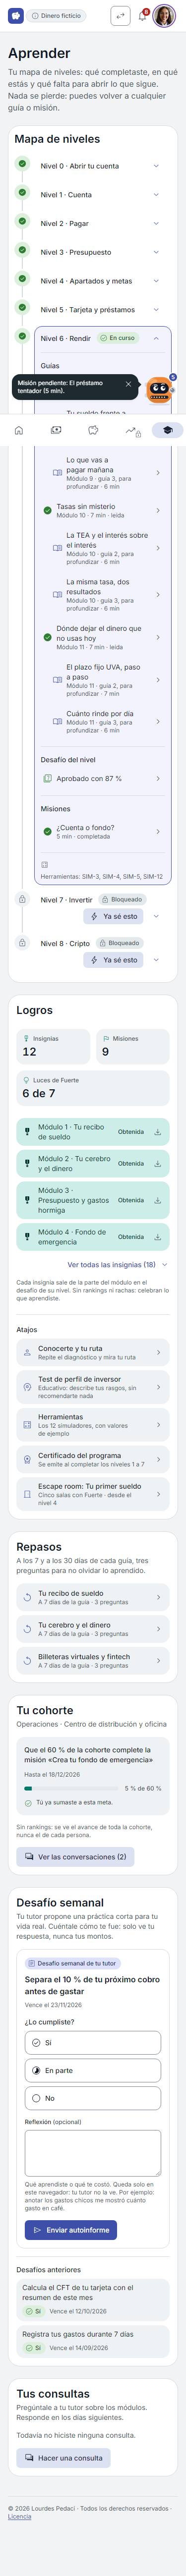 Dinero ficticio
8
Aprender
Tu mapa de niveles: qué completaste, en qué
estás y qué falta para abrir lo que sigue.
Nada se pierde: puedes volver a cualquier
guía o misión.
Mapa de niveles
Nivel 0 · Abrir tu cuenta
Nivel 1 · Cuenta
Nivel 2 · Pagar
Nivel 3 · Presupuesto
Nivel 4 · Apartados y metas
Nivel 5 · Tarjeta y préstamos
Nivel 6 · Rendir
En curso
Guías
Misión pendiente: El préstamo
tentador (5 min).
5
Lo que vas a
pagar mañana
Módulo 9 · guía 3, para
profundizar · 6 min
Tasas sin misterio
Módulo 10 · 7 min · leída
La TEA y el interés sobre
el interés
Módulo 10 · guía 2, para
profundizar · 6 min
La misma tasa, dos
resultados
Módulo 10 · guía 3, para
profundizar · 6 min
Dónde dejar el dinero que
no usas hoy
Módulo 11 · 7 min · leída
El plazo fijo UVA, paso
a paso
Módulo 11 · guía 2, para
profundizar · 7 min
Cuánto rinde por día
Módulo 11 · guía 3, para
profundizar · 6 min
Desafío del nivel
Aprobado con 87 %
Misiones
¿Cuenta o fondo?
5 min · completada
Herramientas: SIM-3, SIM-4, SIM-5, SIM-12
Nivel 7 · Invertir
Bloqueado
Ya sé esto
Nivel 8 · Cripto
Bloqueado
Ya sé esto
Logros
Insignias
12
Misiones
9
Luces de Fuerte
6 de 7
Módulo 1 · Tu recibo
de sueldo
Obtenida
Módulo 2 · Tu cerebro
y el dinero
Obtenida
Módulo 3 ·
Presupuesto y gastos
hormiga
Obtenida
Módulo 4 · Fondo de
emergencia
Obtenida
Ver todas las insignias (18)
Cada insignia sale de la parte del módulo en el
desafío de su nivel. Sin rankings ni rachas: celebran lo
que aprendiste.
Atajos
Conocerte y tu ruta
Repite el diagnóstico y mira tu ruta
Test de perfil de inversor
Educativo: describe tus rasgos, sin
recomendarte nada
Herramientas
Los 12 simuladores, con valores
de ejemplo
Certificado del programa
Se emite al completar los niveles 1 a 7
Escape room: Tu primer sueldo
Cinco salas con Fuerte · desde el
nivel 4
Repasos
A los 7 y a los 30 días de cada guía, tres
preguntas para no olvidar lo aprendido.
Tu recibo de sueldo
A 7 días de la guía · 3 preguntas
Tu cerebro y el dinero
A 7 días de la guía · 3 preguntas
Billeteras virtuales y fintech
A 7 días de la guía · 3 preguntas
Tu cohorte
Operaciones · Centro de distribución y oficina
Que el 60 % de la cohorte complete la
misión «Crea tu fondo de emergencia»
Hasta el 18/12/2026
5 % de 60 %
Tú ya sumaste a esta meta.
Sin rankings: se ve el avance de toda la cohorte,
nunca el de cada persona.
Ver las conversaciones (2)
Desafío semanal
Tu tutor propone una práctica corta para tu
vida real. Cuéntale cómo te fue: solo ve tu
respuesta, nunca tus montos.
Desafío semanal de tu tutor
Separa el 10 % de tu próximo cobro
antes de gastar
Vence el 23/11/2026
¿Lo cumpliste?
Sí
En parte
No
Reflexión (opcional)
Qué aprendiste o qué te costó. Queda solo en
este navegador: tu tutor no la ve. Por ejemplo:
anotar los gastos chicos me mostró cuánto
gasto en café.
Enviar autoinforme
Desafíos anteriores
Calcula el CFT de tu tarjeta con el
resumen de este mes
Sí
Vence el 12/10/2026
Registra tus gastos durante 7 días
Sí
Vence el 14/09/2026
Tus consultas
Pregúntale a tu tutor sobre los módulos.
Responde en los días siguientes.
Todavía no hiciste ninguna consulta.
Hacer una consulta
© 2026 Lourdes Pedaci · Todos los derechos reservados ·
Licencia